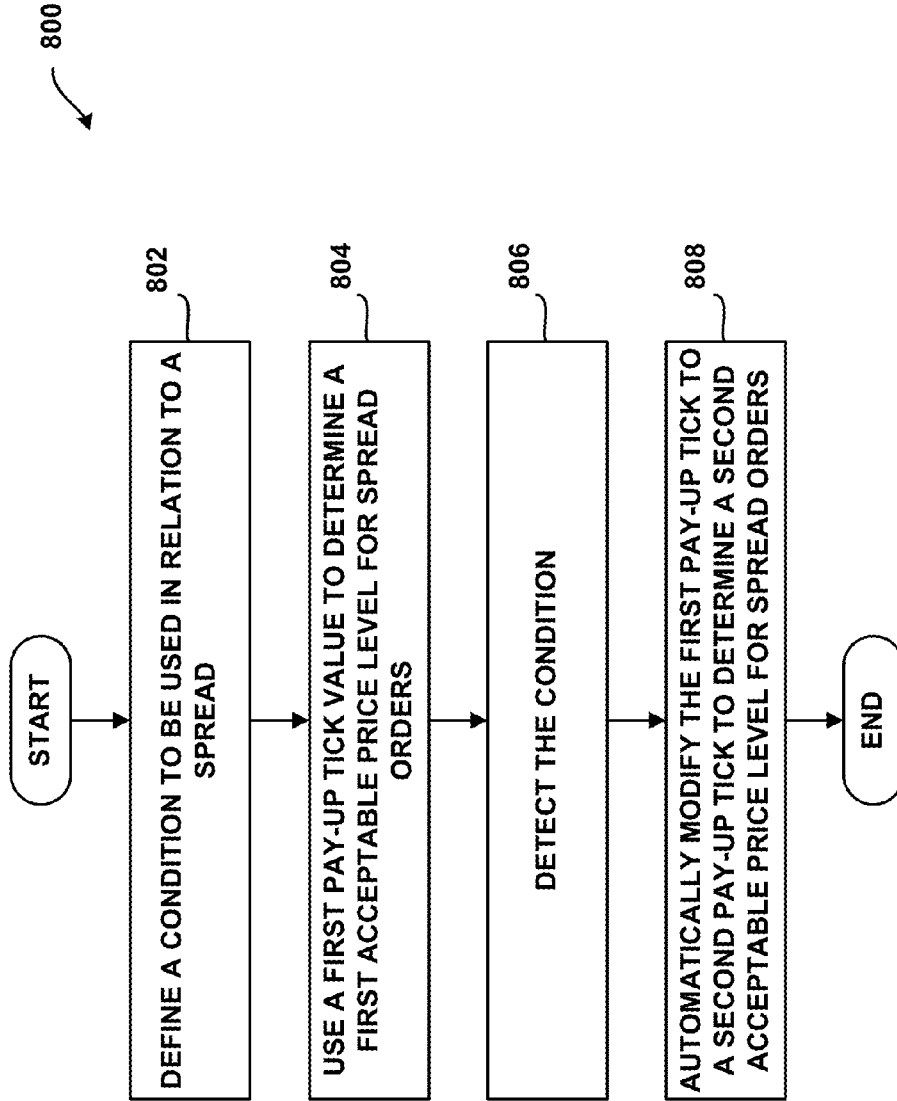 800
START
802
DEFINE A CONDITION TO BE USED IN RELATION TO A
SPREAD
804
USE A FIRST PAY-UP TICK VALUE TO DETERMINE A
FIRST ACCEPTABLE PRICE LEVEL FOR SPREAD
ORDERS
806
DETECT THE CONDITION
808
AUTOMATICALLY MODIFY THE FIRST PAY-UP TICK TO
A SECOND PAY-UP TICK TO DETERMINE A SECOND
ACCEPTABLE PRICE LEVEL FOR SPREAD ORDERS
END